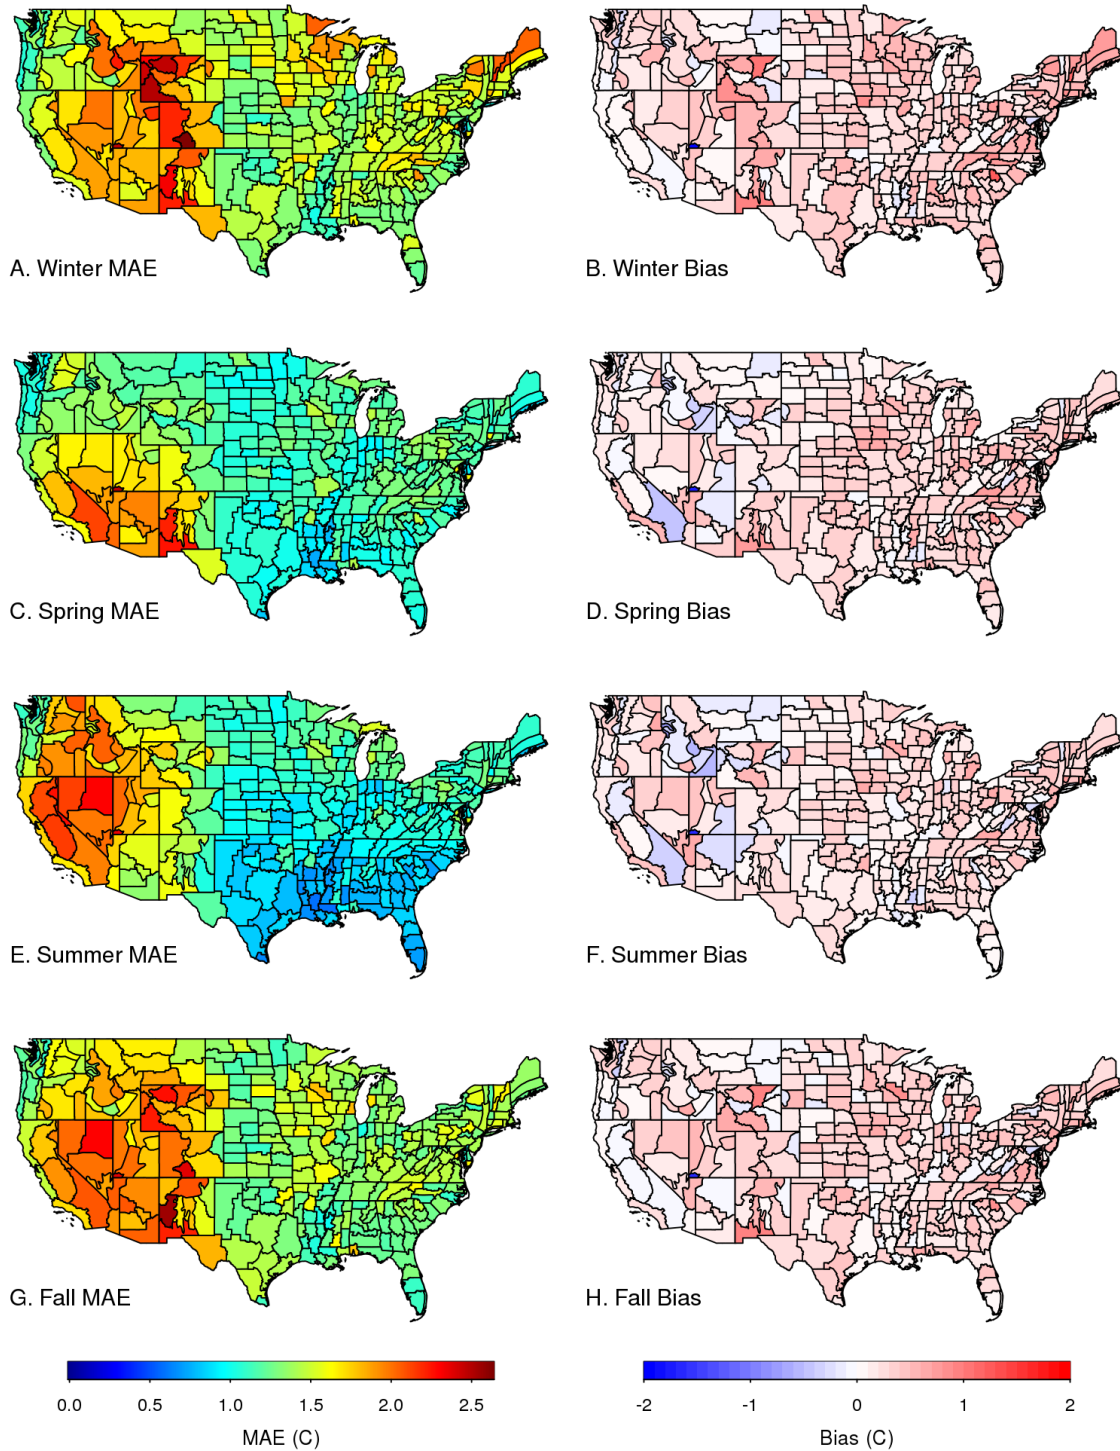 A. Winter MAE
B. Winter Bias
C. Spring MAE
D. Spring Bias
E. Summer MAE
F. Summer Bias
G. Fall MAE
H. Fall Bias
0.0 0.5 1.0 1.5 2.0 2.5
MAE (C)
-2 -1 0 1 2
Bias (C)